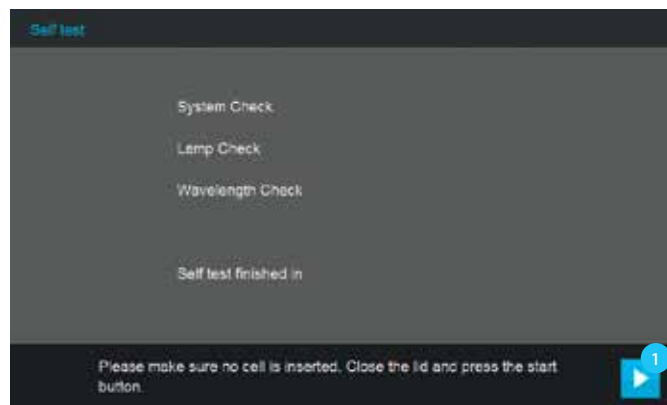 Self test
System Check
Lamp Check
Wavelength Check
Self test finished in
Please make sure no cell is inserted. Close the lid and press the start
button.
1